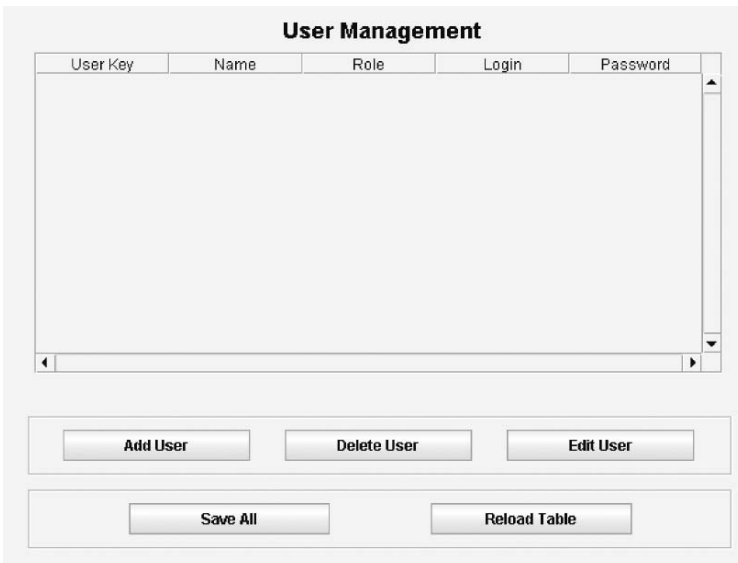 User Management
User Key Name Role Login Password
Add User Delete User Edit User
Save All Reload Table